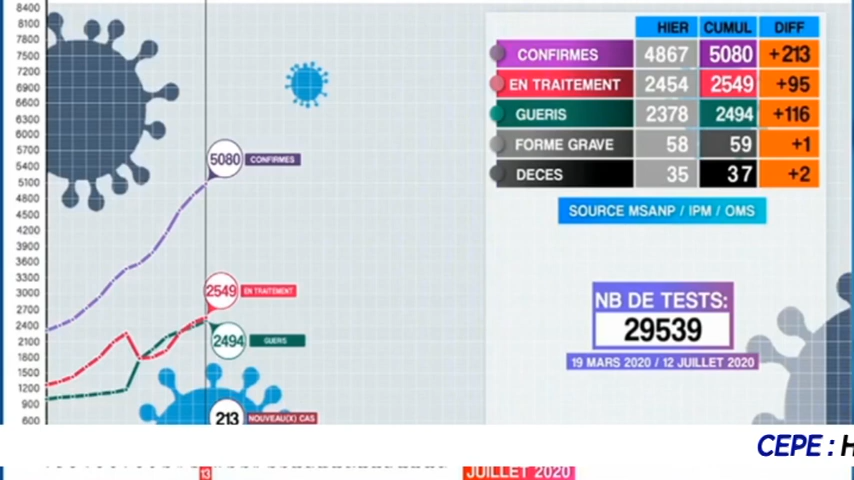 8400
8100
7800
7500
7200
6900
6600
6300
6000
5700
5400
5100
4800
4500
4200
3900
3600
3300
3000
2700
2400
2100
1800
1500
1200
900
600
5080 CONFIRMES
2549 EN TRAITEMENT
2494 GUERIS
213 NOUVEAU(X) CAS
13
JUILLET 2020
HIER CUMUL DIFF
CONFIRMES 4867 5080 +213
EN TRAITEMENT 2454 2549 +95
GUERIS 2378 2494 +116
FORME GRAVE 58 59 +1
DECES 35 37 +2
SOURCE MSANP / IPM / OMS
NB DE TESTS:
29539
19 MARS 2020 / 12 JUILLET 2020
CEPE : H